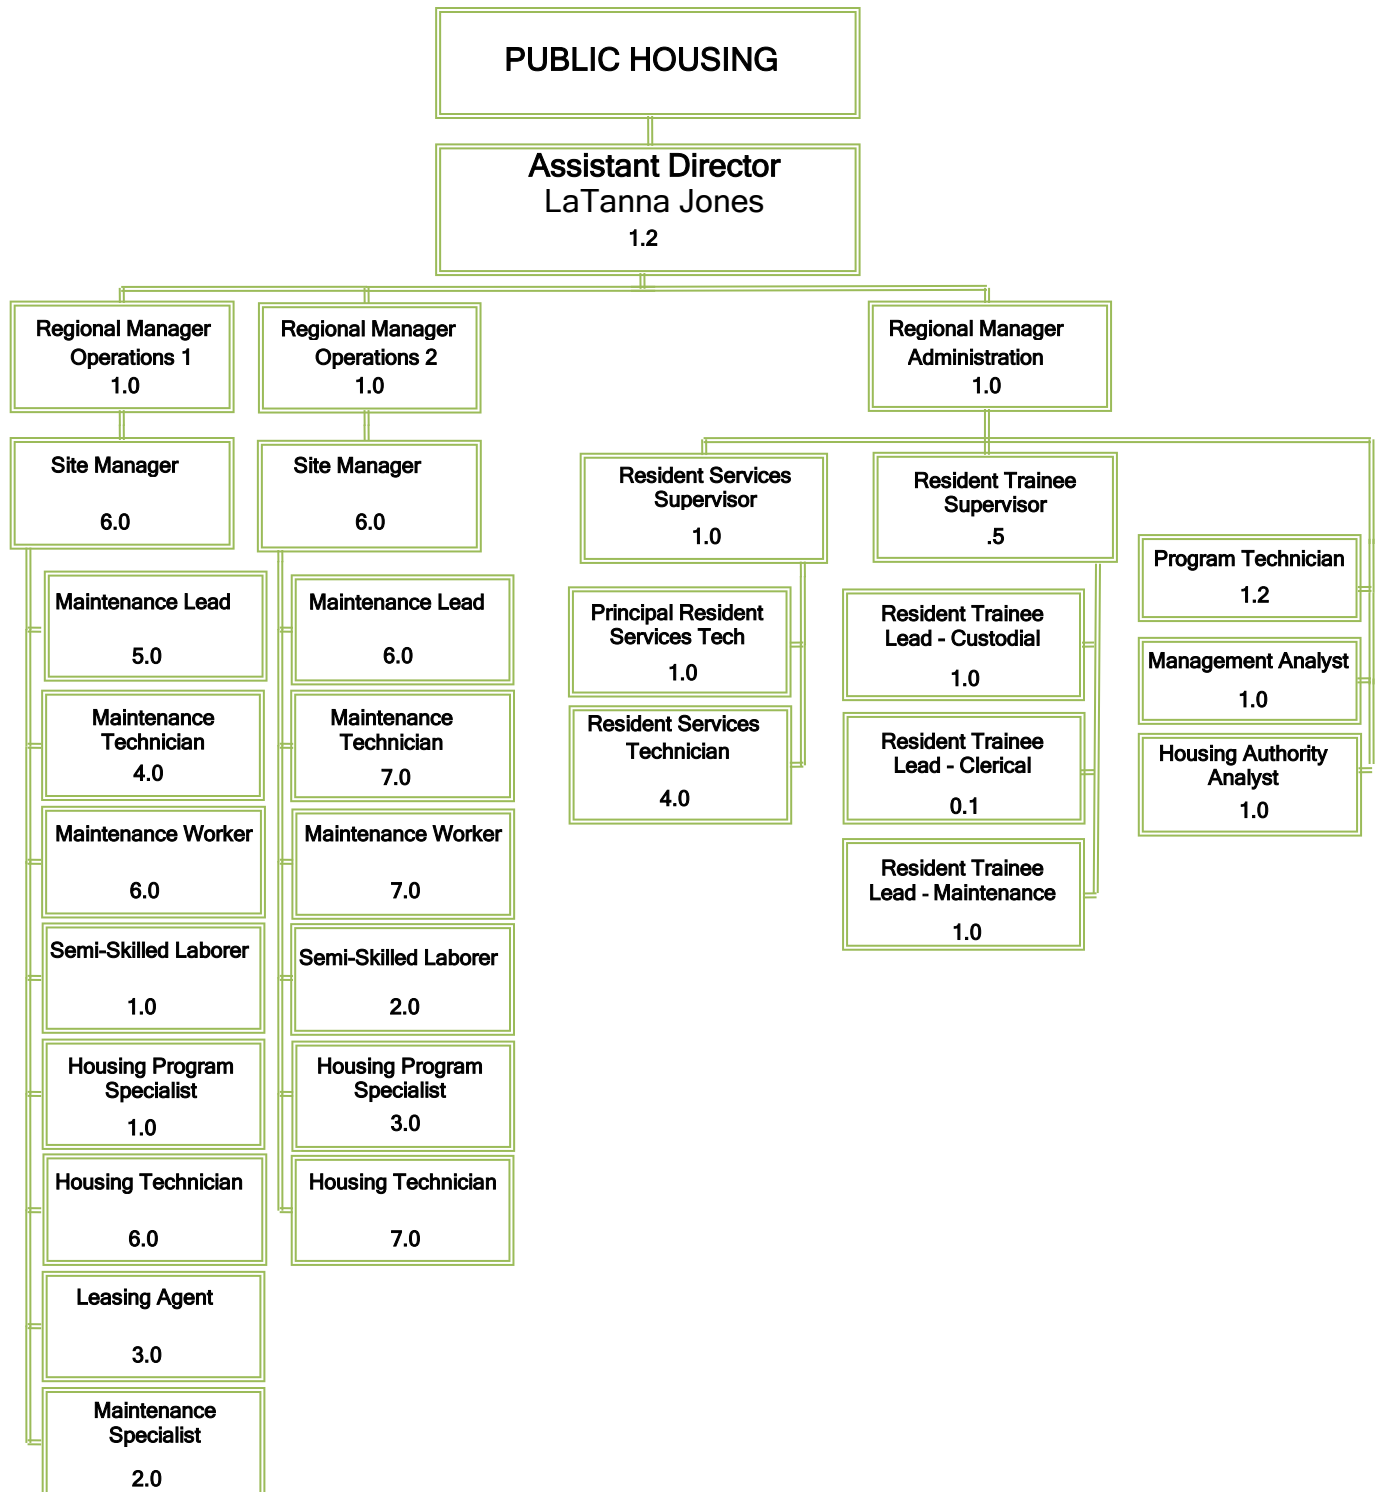 PUBLIC HOUSING
Assistant Director
LaTanna Jones
1.2
Regional Manager
Operations 1
1.0
Regional Manager
Operations 2
1.0
Regional Manager
Administration
1.0
Site Manager
6.0
Site Manager
6.0
Resident Services
Supervisor
1.0
Resident Trainee
Supervisor
.5
Maintenance Lead
5.0
Maintenance
Technician
4.0
Maintenance Worker
6.0
Semi-Skilled Laborer
1.0
Housing Program
Specialist
1.0
Housing Technician
6.0
Leasing Agent
3.0
Maintenance
Specialist
2.0
Maintenance Lead
6.0
Maintenance
Technician
7.0
Maintenance Worker
7.0
Semi-Skilled Laborer
2.0
Housing Program
Specialist
3.0
Housing Technician
7.0
Principal Resident
Services Tech
1.0
Resident Services
Technician
4.0
Resident Trainee
Lead - Custodial
1.0
Resident Trainee
Lead - Clerical
0.1
Resident Trainee
Lead - Maintenance
1.0
Program Technician
1.2
Management Analyst
1.0
Housing Authority
Analyst
1.0